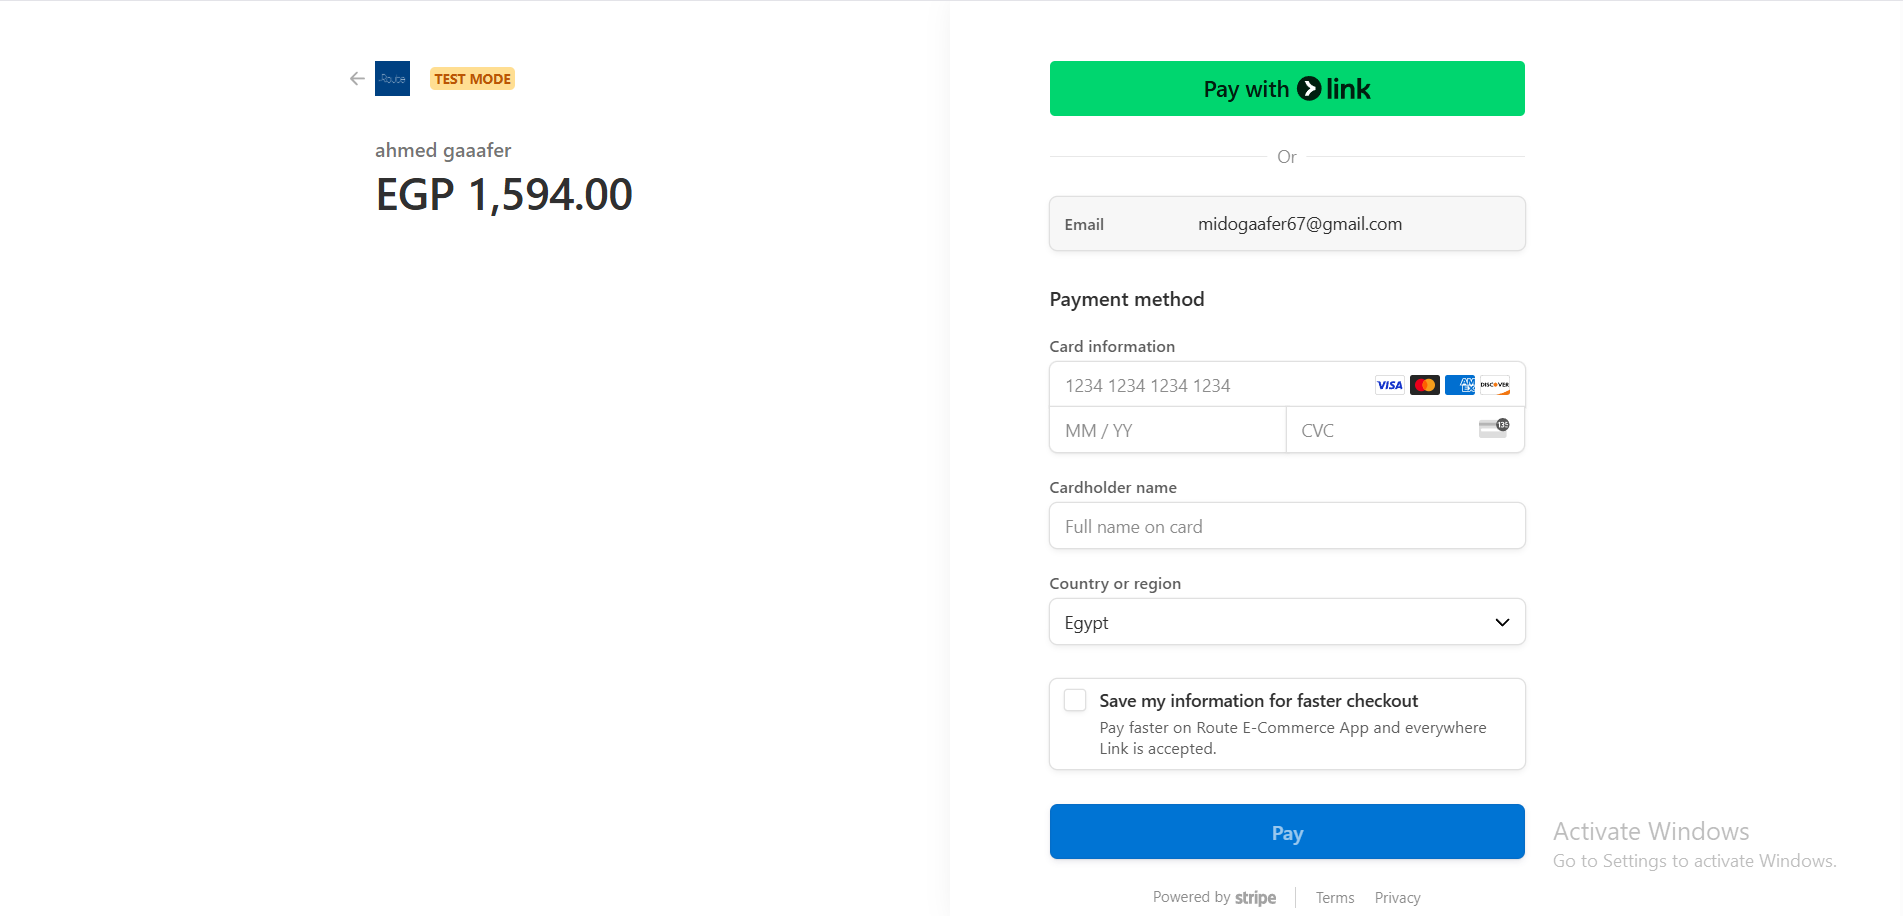 Route
TEST MODE
ahmed gaaafer
EGP 1,594.00
Pay with link
Or
Email midogaafer67@gmail.com
Payment method
Card information
1234 1234 1234 1234 VISA AM EX DISCOVER
MM / YY CVC 135
Cardholder name
Full name on card
Country or region
Egypt
Save my information for faster checkout
Pay faster on Route E-Commerce App and everywhere
Link is accepted.
Pay
Powered by stripe Terms Privacy
Activate Windows
Go to Settings to activate Windows.